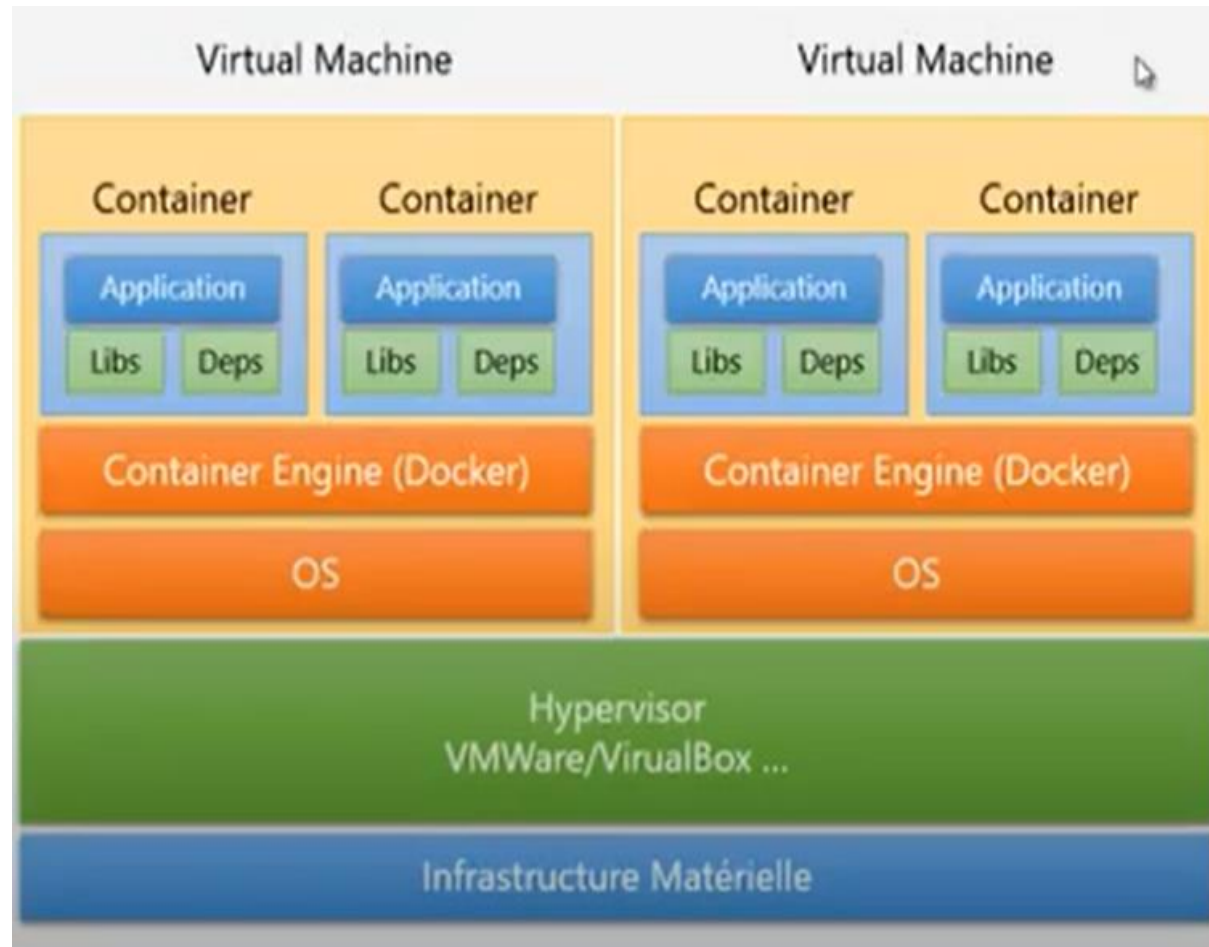 Virtual Machine Virtual Machine
Container Container Container Container
Application Application Application Application
Libs Deps Libs Deps Libs Deps Libs Deps
Container Engine (Docker) Container Engine (Docker)
OS OS
Hypervisor
VMWare/VirualBox ...
Infrastructure Matérielle